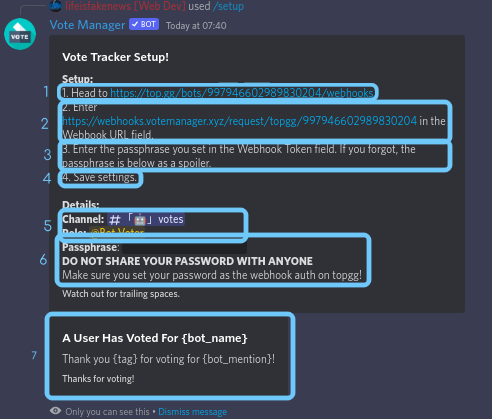 lifeisfakenews [Web Dev] used /setup
VOTE
Vote Manager ✓ BOT Today at 07:40
Vote Tracker Setup!
Setup:
1
1. Head to https://top.gg/bots/997946602989830204/webhooks
2. Enter
2
https://webhooks.votemanager.xyz/request/topgg/997946602989830204 in the
Webhook URL field.
3
3. Enter the passphrase you set in the Webhook Token field. If you forgot, the
passphrase is below as a spoiler.
4
4. Save settings.
Details:
5
Channel: # 「🤖」votes
Role: @Bot Voter
Passphrase:
6
DO NOT SHARE YOUR PASSWORD WITH ANYONE
Make sure you set your password as the webhook auth on topgg!
Watch out for trailing spaces.
A User Has Voted For {bot_name}
7
Thank you {tag} for voting for {bot_mention}!
Thanks for voting!
Only you can see this • Dismiss message